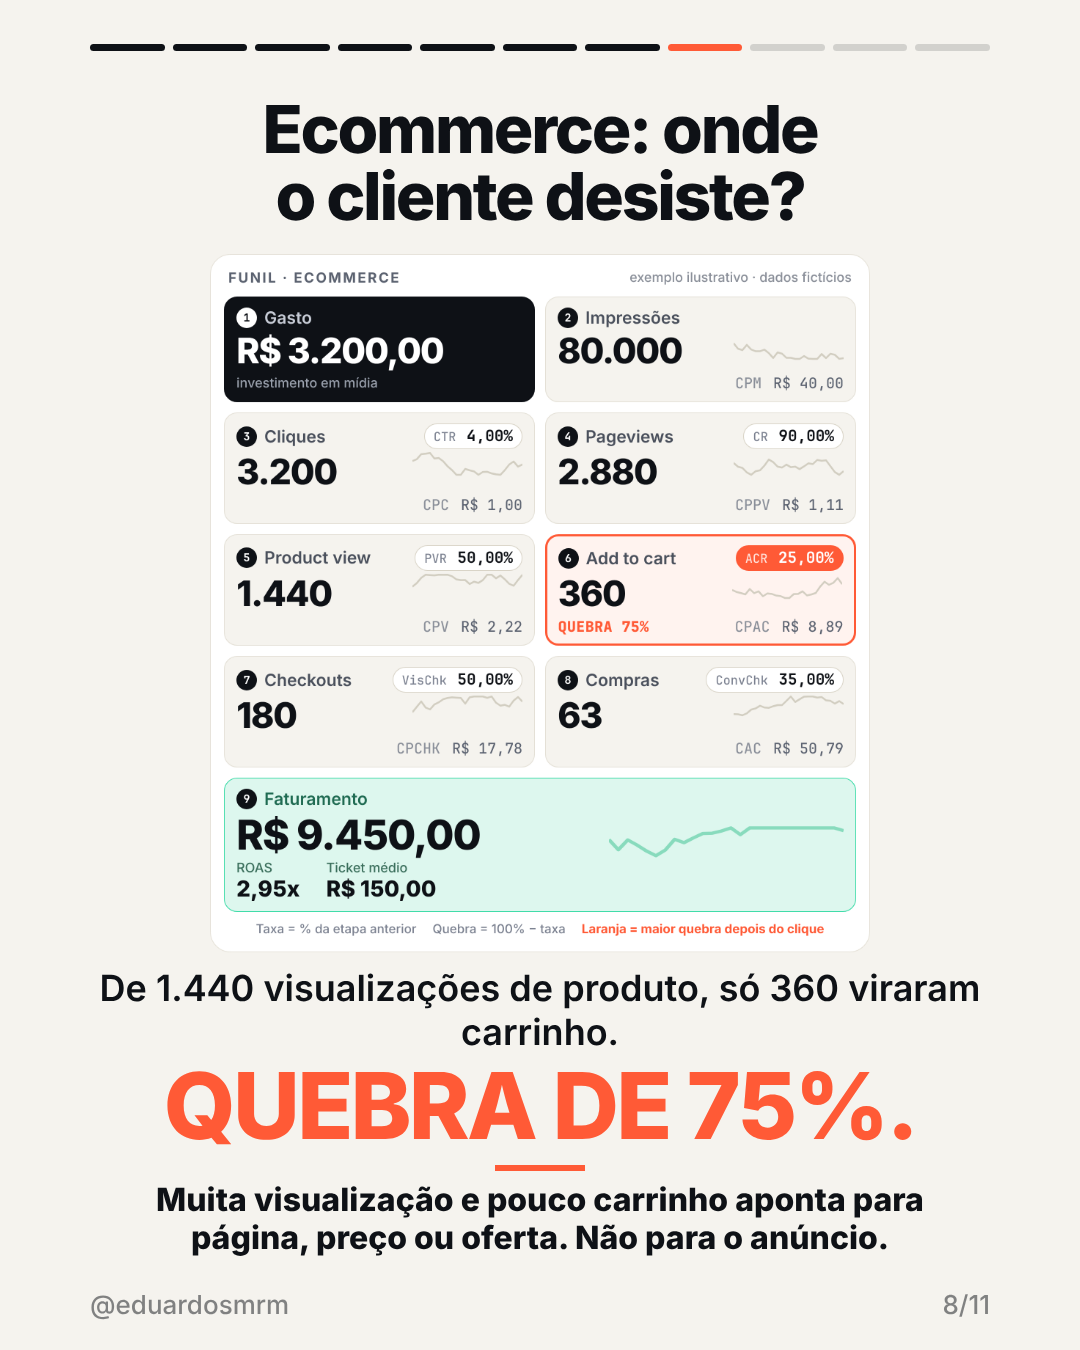 Ecommerce: onde
o cliente desiste?
FUNIL · ECOMMERCE
exemplo ilustrativo · dados fictícios
1 Gasto
R$ 3.200,00
investimento em mídia
2 Impressões
80.000
CPM R$ 40,00
3 Cliques
CTR 4,00%
3.200
CPC R$ 1,00
4 Pageviews
CR 90,00%
2.880
CPPV R$ 1,11
5 Product view
PVR 50,00%
1.440
CPV R$ 2,22
6 Add to cart
ACR 25,00%
360
QUEBRA 75%
CPAC R$ 8,89
7 Checkouts
VisChk 50,00%
180
CPCHK R$ 17,78
8 Compras
ConvChk 35,00%
63
CAC R$ 50,79
9 Faturamento
R$ 9.450,00
ROAS
2,95x
Ticket médio
R$ 150,00
Taxa = % da etapa anterior Quebra = 100% − taxa Laranja = maior quebra depois do clique
De 1.440 visualizações de produto, só 360 viraram
carrinho.
QUEBRA DE 75%.
Muita visualização e pouco carrinho aponta para
página, preço ou oferta. Não para o anúncio.
@eduardosmrm
8/11